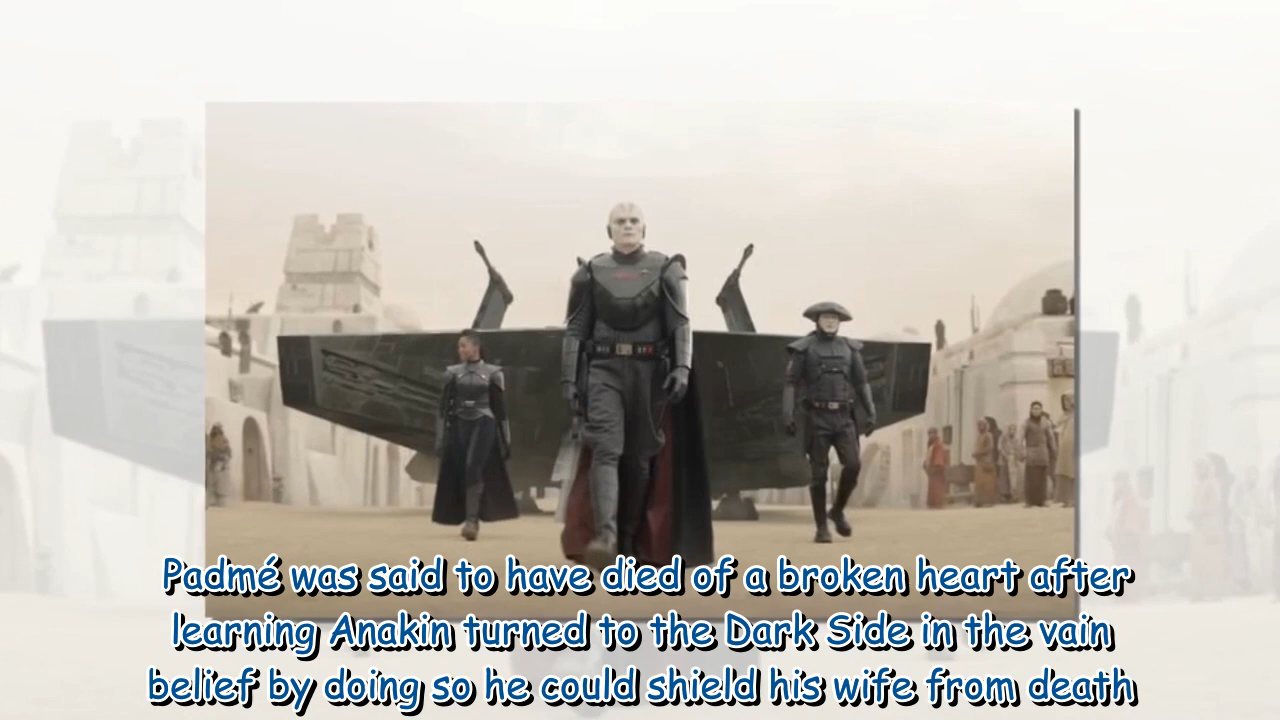 Padmé was said to have died of a broken heart after
learning Anakin turned to the Dark Side in the vain
belief by doing so he could shield his wife from death